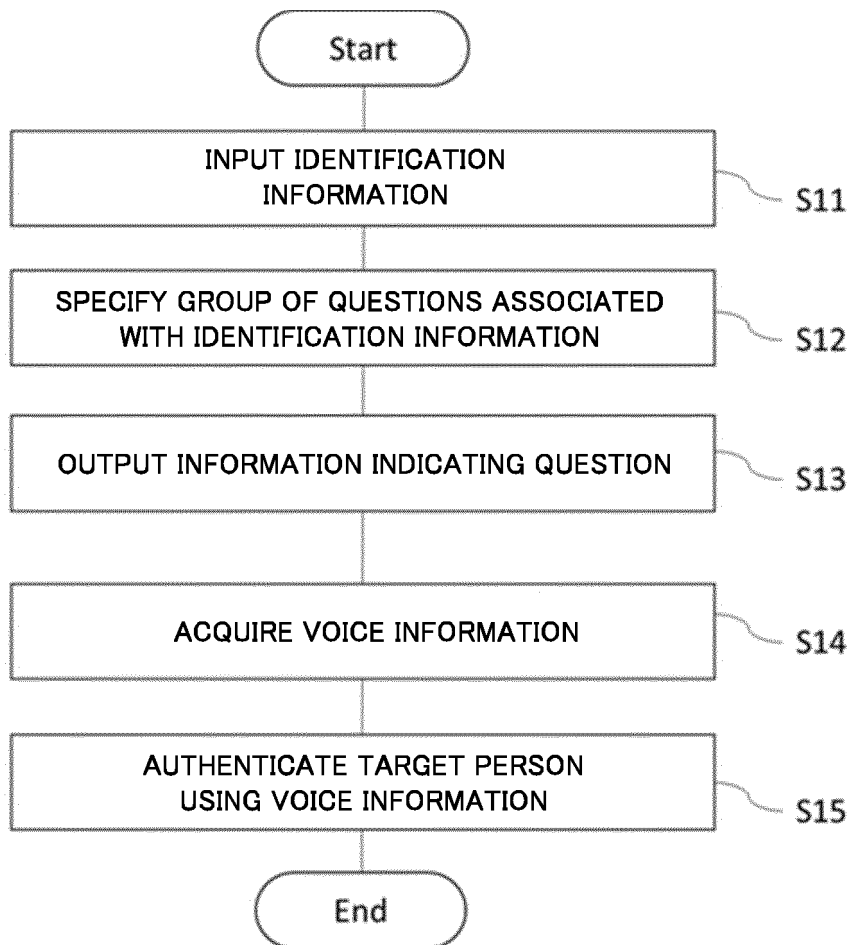 Start
INPUT IDENTIFICATION
INFORMATION
S11
SPECIFY GROUP OF QUESTIONS ASSOCIATED
WITH IDENTIFICATION INFORMATION
S12
OUTPUT INFORMATION INDICATING QUESTION
S13
ACQUIRE VOICE INFORMATION
S14
AUTHENTICATE TARGET PERSON
USING VOICE INFORMATION
S15
End